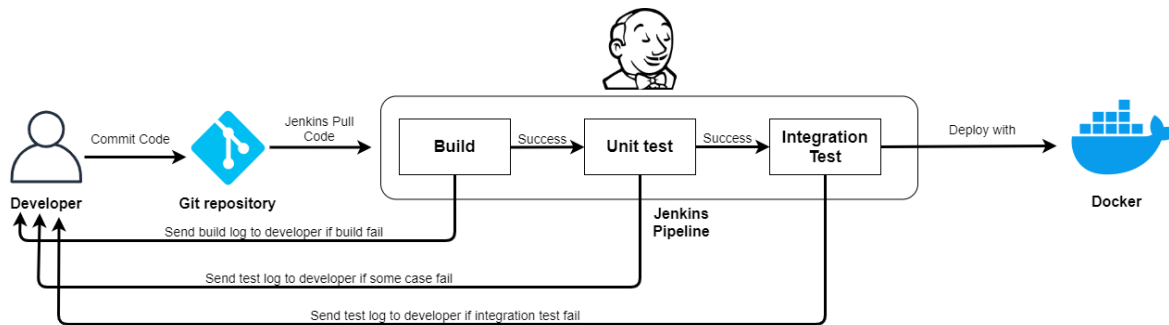 Commit Code
Jenkins Pull
Code
Build
Success
Unit test
Success
Integration
Test
Deploy with
Developer
Git repository
Docker
Jenkins
Pipeline
Send build log to developer if build fail
Send test log to developer if some case fail
Send test log to developer if integration test fail